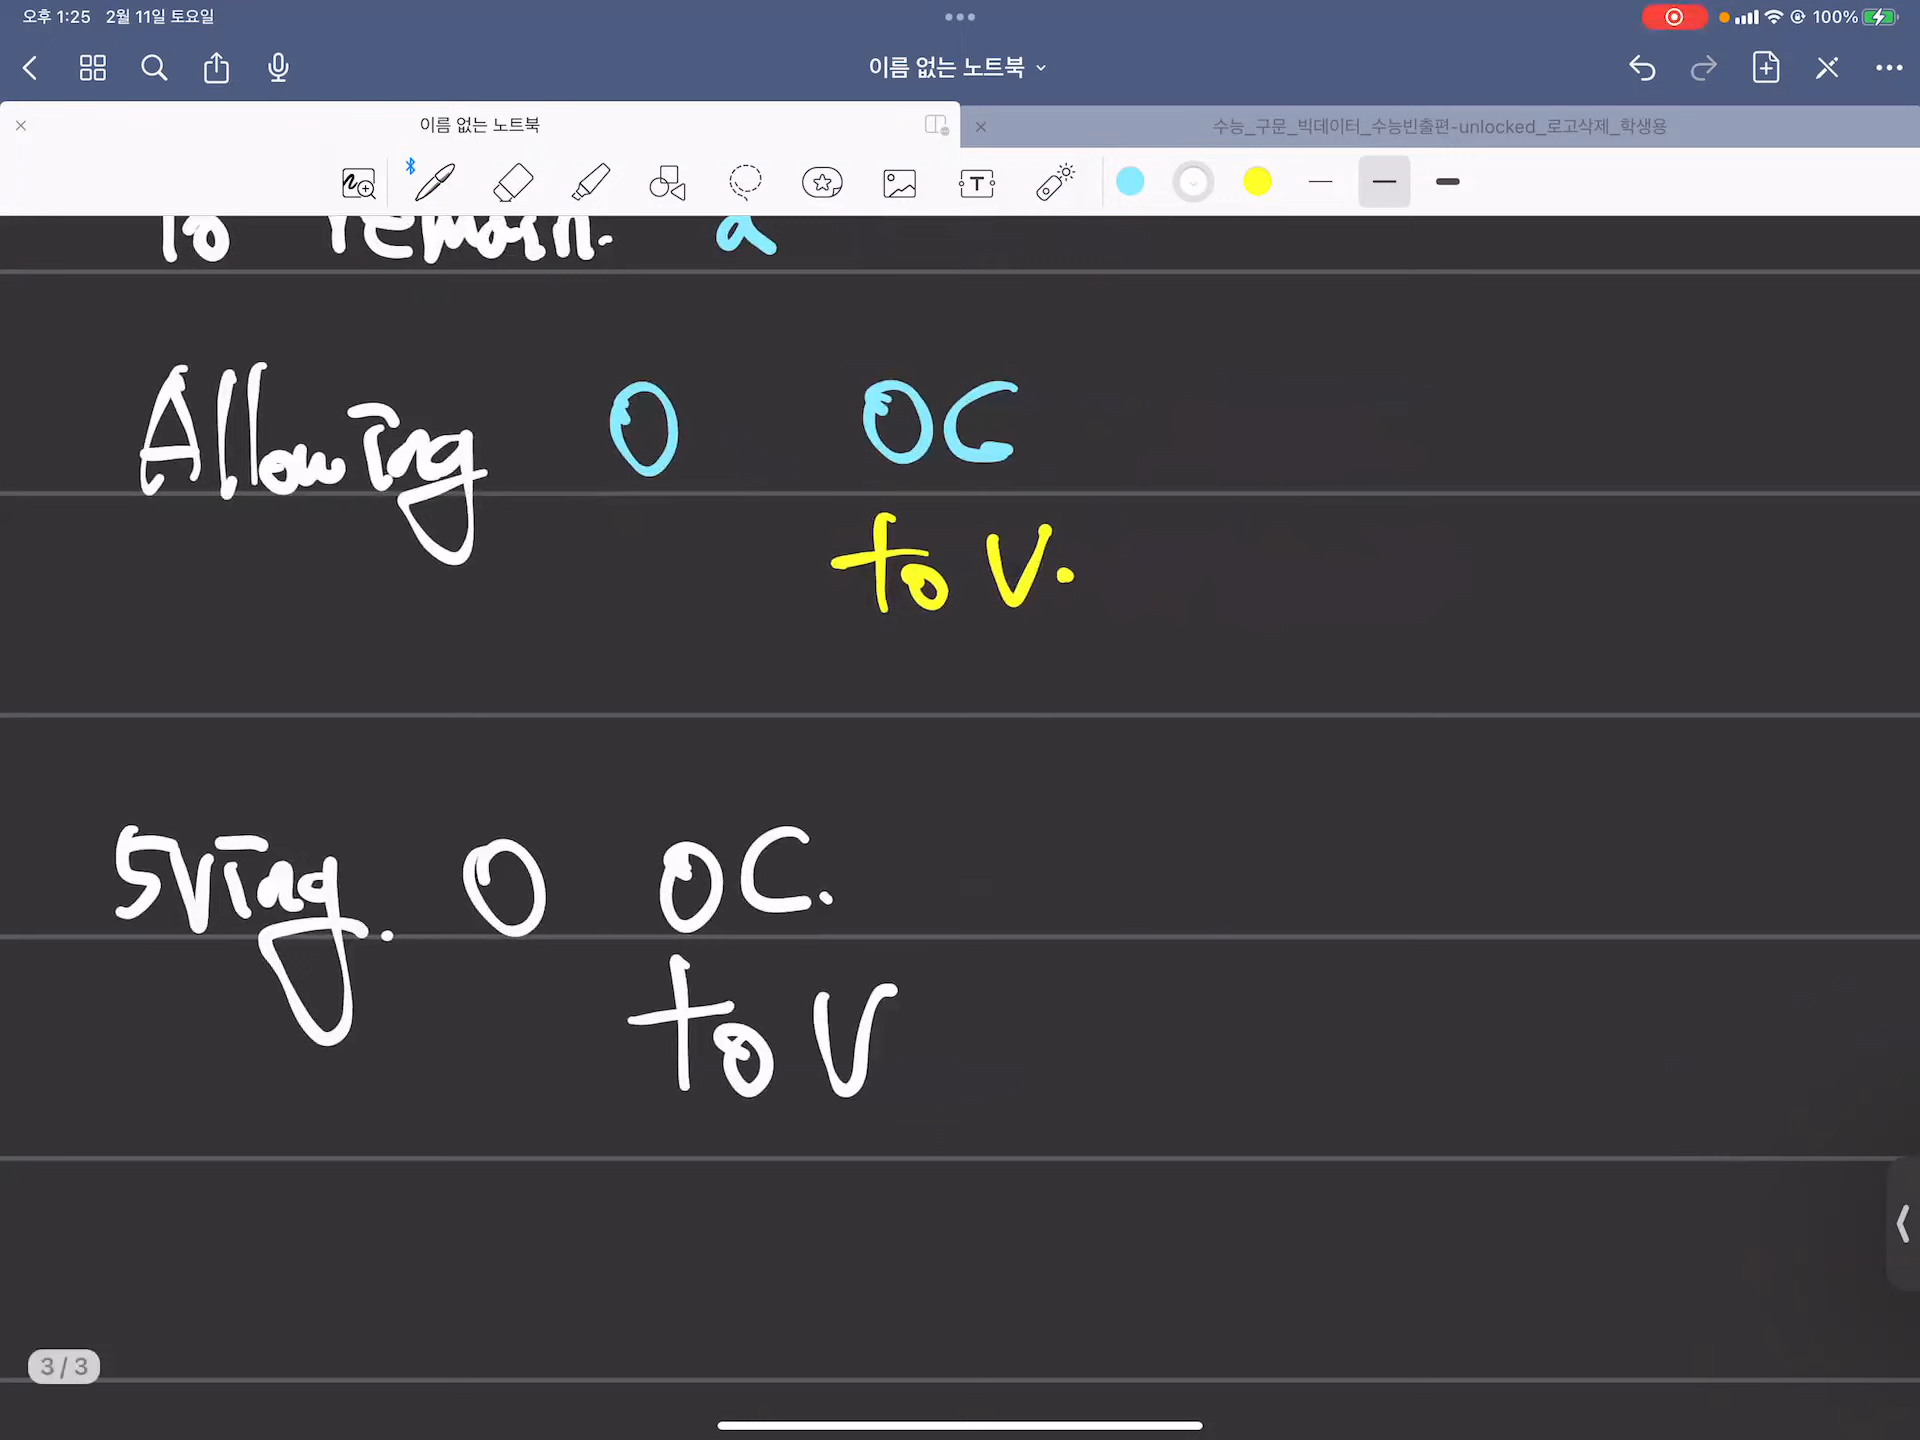 오후 1:25 2월 11일 토요일
100%
이름 없는 노트북
이름 없는 노트북
수능_구문_빅데이터_수능빈출편-unlocked_로고삭제_학생용
To remain. a
Allowing O OC
to V.
5Ving. O OC.
to V
3 / 3